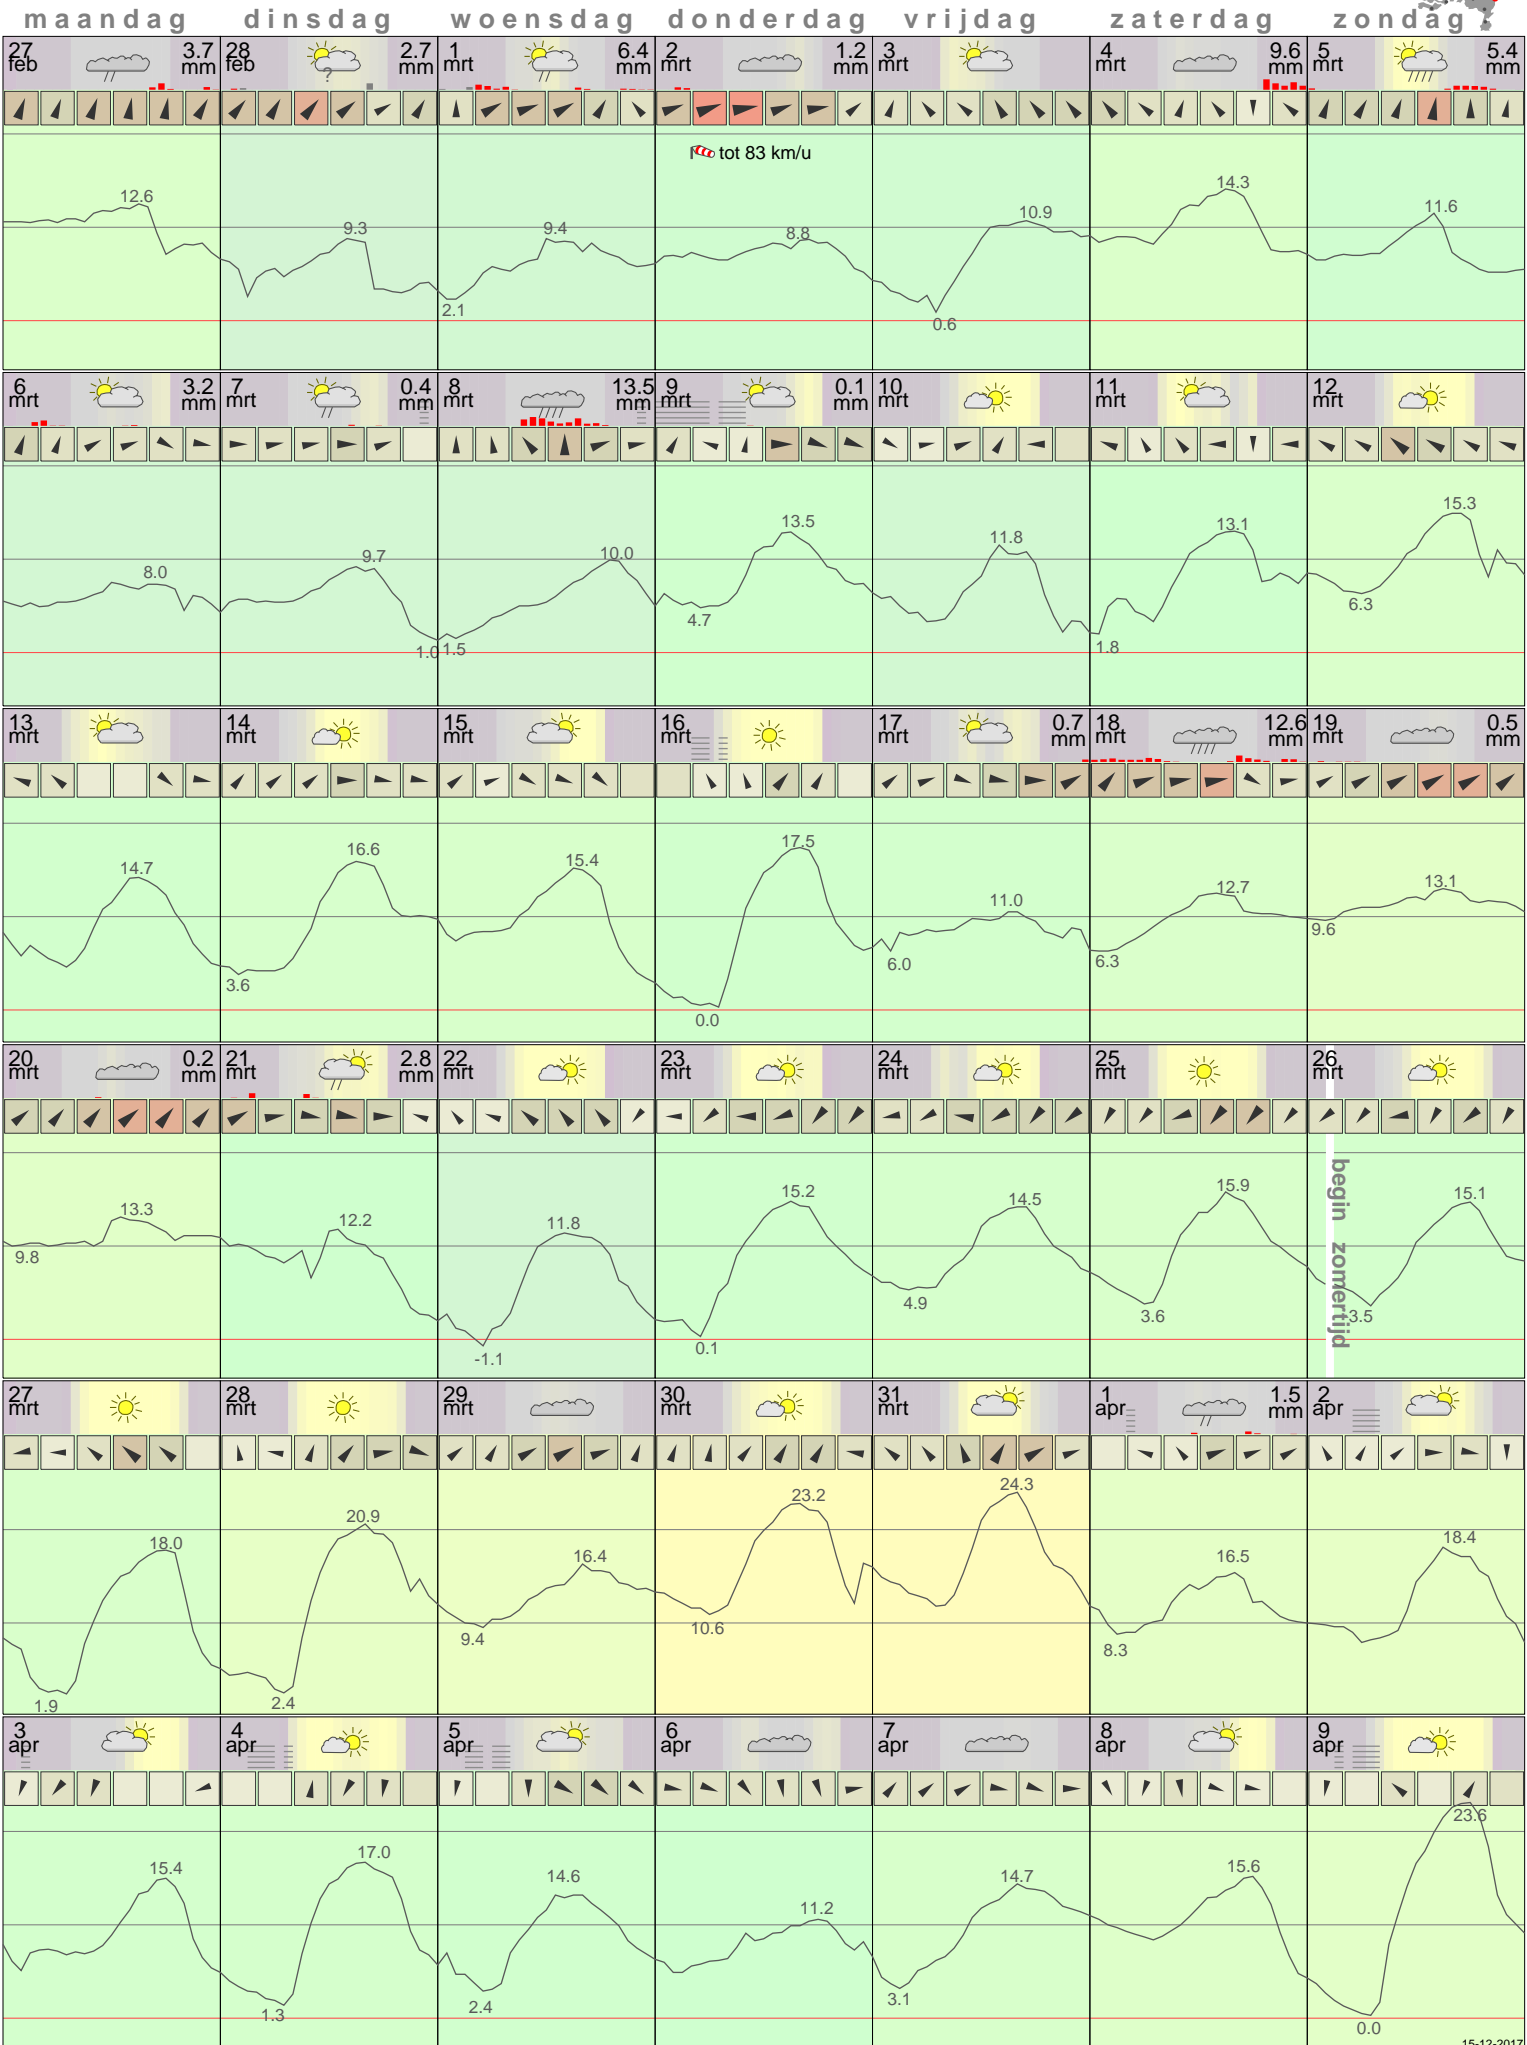 maandag dinsdag woensdag donderdag vrijdag zaterdag zondag
27 feb 3.7 mm 28 feb ? 2.7 mm 1 mrt 6.4 mm 2 mrt 1.2 mm 3 mrt 4 mrt 9.6 mm 5 mrt 5.4 mm
tot 83 km/u
12.6 9.3 2.1 9.4 8.8 0.6 10.9 14.3 11.6
6 mrt 3.2 mm 7 mrt 0.4 mm 8 mrt 13.5 mm 9 mrt 0.1 mm 10 mrt 11 mrt 12 mrt
8.0 9.7 1.0 1.5 10.0 4.7 13.5 11.8 1.8 13.1 6.3 15.3
13 mrt 14 mrt 15 mrt 16 mrt 17 mrt 0.7 mm 18 mrt 12.6 mm 19 mrt 0.5 mm
14.7 3.6 16.6 15.4 0.0 17.5 6.0 11.0 6.3 12.7 9.6 13.1
20 mrt 0.2 mm 21 mrt 2.8 mm 22 mrt 23 mrt 24 mrt 25 mrt 26 mrt
9.8 13.3 12.2 -1.1 11.8 0.1 15.2 4.9 14.5 3.6 15.9 3.5 15.1
begin zomertijd
27 mrt 28 mrt 29 mrt 30 mrt 31 mrt 1 apr 1.5 mm 2 apr
1.9 18.0 2.4 20.9 9.4 16.4 10.6 23.2 24.3 8.3 16.5 18.4
3 apr 4 apr 5 apr 6 apr 7 apr 8 apr 9 apr
15.4 1.3 17.0 2.4 14.6 11.2 3.1 14.7 15.6 0.0 23.6
15-12-2017